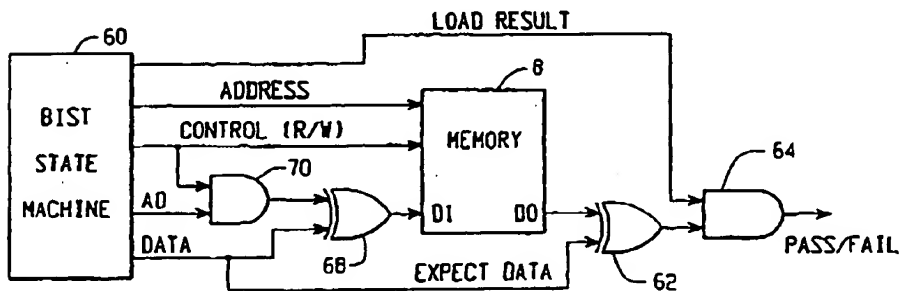 LOAD RESULT
60
8
ADDRESS
BIST
STATE
MACHINE
CONTROL (R/W)
MEMORY
70
64
AO
DI
DO
DATA
68
PASS/FAIL
EXPECT DATA
62